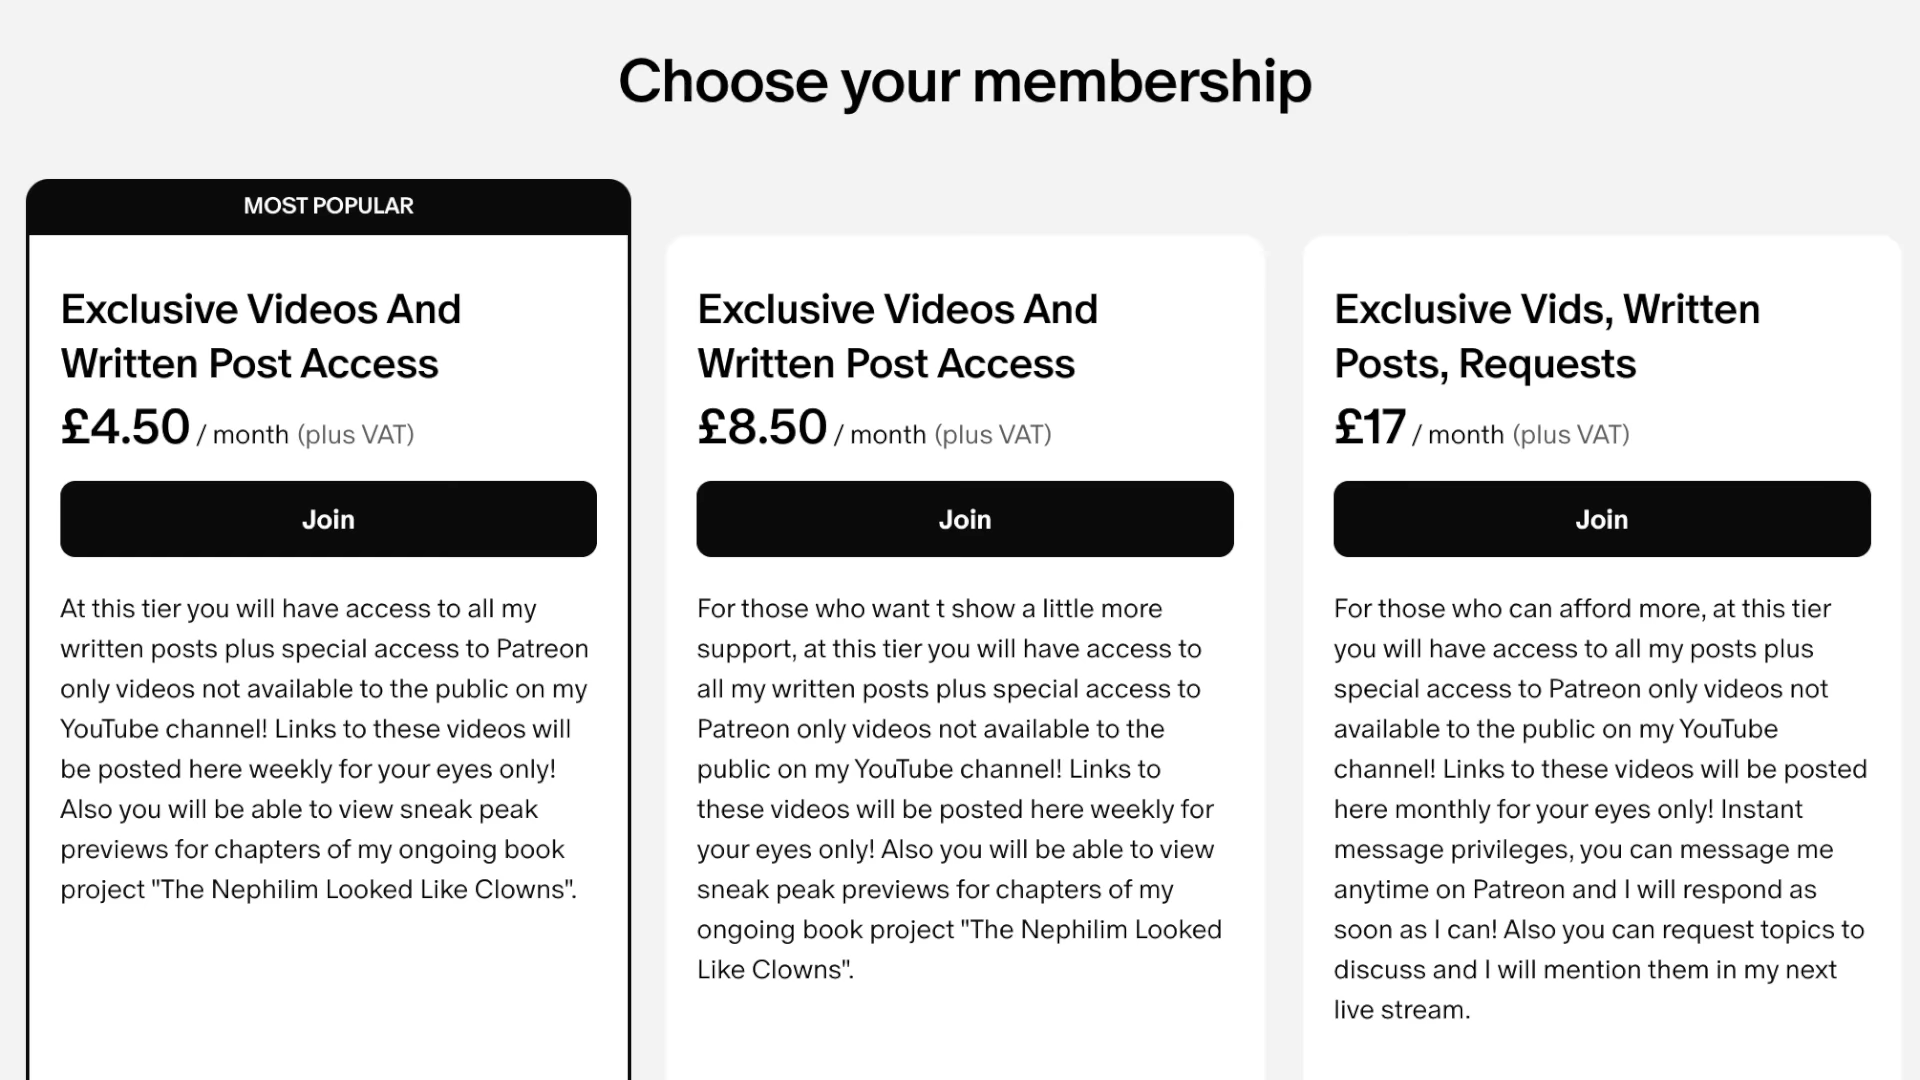 Choose your membership
MOST POPULAR
Exclusive Videos And
Written Post Access
£4.50 / month (plus VAT)
Join
At this tier you will have access to all my
written posts plus special access to Patreon
only videos not available to the public on my
YouTube channel! Links to these videos will
be posted here weekly for your eyes only!
Also you will be able to view sneak peak
previews for chapters of my ongoing book
project "The Nephilim Looked Like Clowns".
Exclusive Videos And
Written Post Access
£8.50 / month (plus VAT)
Join
For those who want t show a little more
support, at this tier you will have access to
all my written posts plus special access to
Patreon only videos not available to the
public on my YouTube channel! Links to
these videos will be posted here weekly for
your eyes only! Also you will be able to view
sneak peak previews for chapters of my
ongoing book project "The Nephilim Looked
Like Clowns".
Exclusive Vids, Written
Posts, Requests
£17 / month (plus VAT)
Join
For those who can afford more, at this tier
you will have access to all my posts plus
special access to Patreon only videos not
available to the public on my YouTube
channel! Links to these videos will be posted
here monthly for your eyes only! Instant
message privileges, you can message me
anytime on Patreon and I will respond as
soon as I can! Also you can request topics to
discuss and I will mention them in my next
live stream.